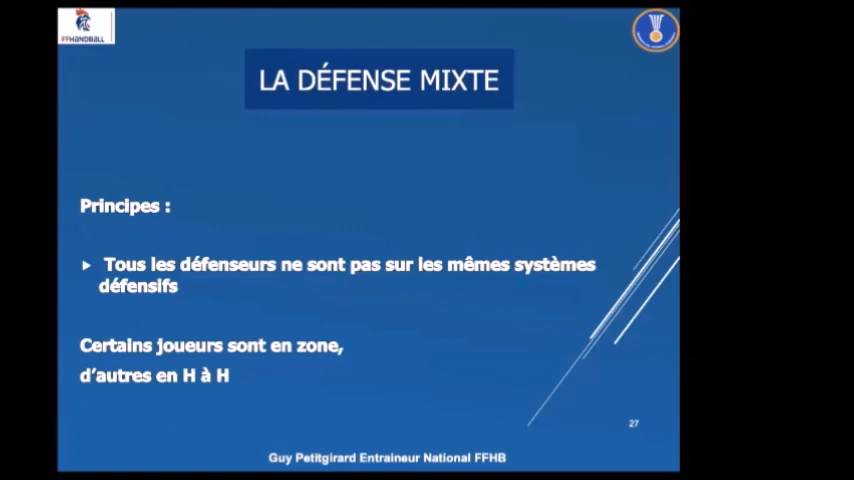 FFHANDBALL
LA DÉFENSE MIXTE
Principes :
Tous les défenseurs ne sont pas sur les mêmes systèmes
défensifs
Certains joueurs sont en zone,
d'autres en H à H
27
Guy Petitgirard Entraineur National FFHB